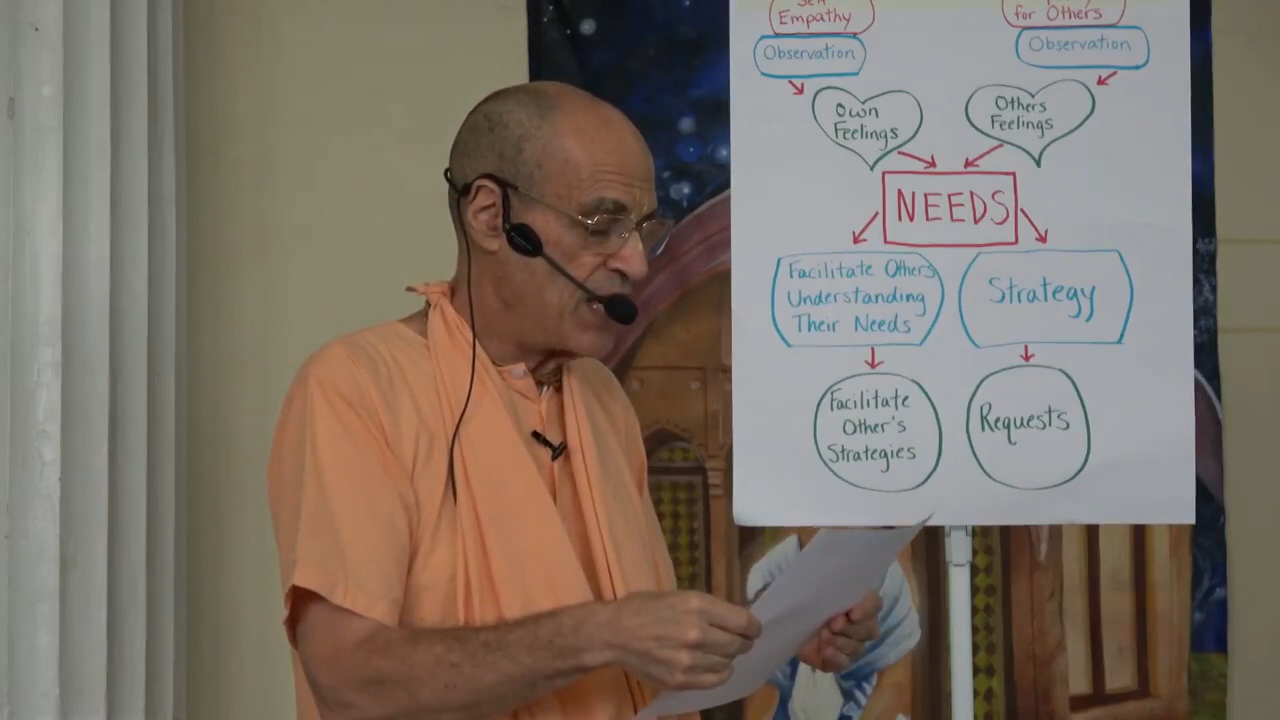 Self
Empathy
for Others
Observation
Observation
Own
Feelings
Others
Feelings
NEEDS
Facilitate Others
Understanding
Their Needs
Strategy
Facilitate
Other's
Strategies
Requests